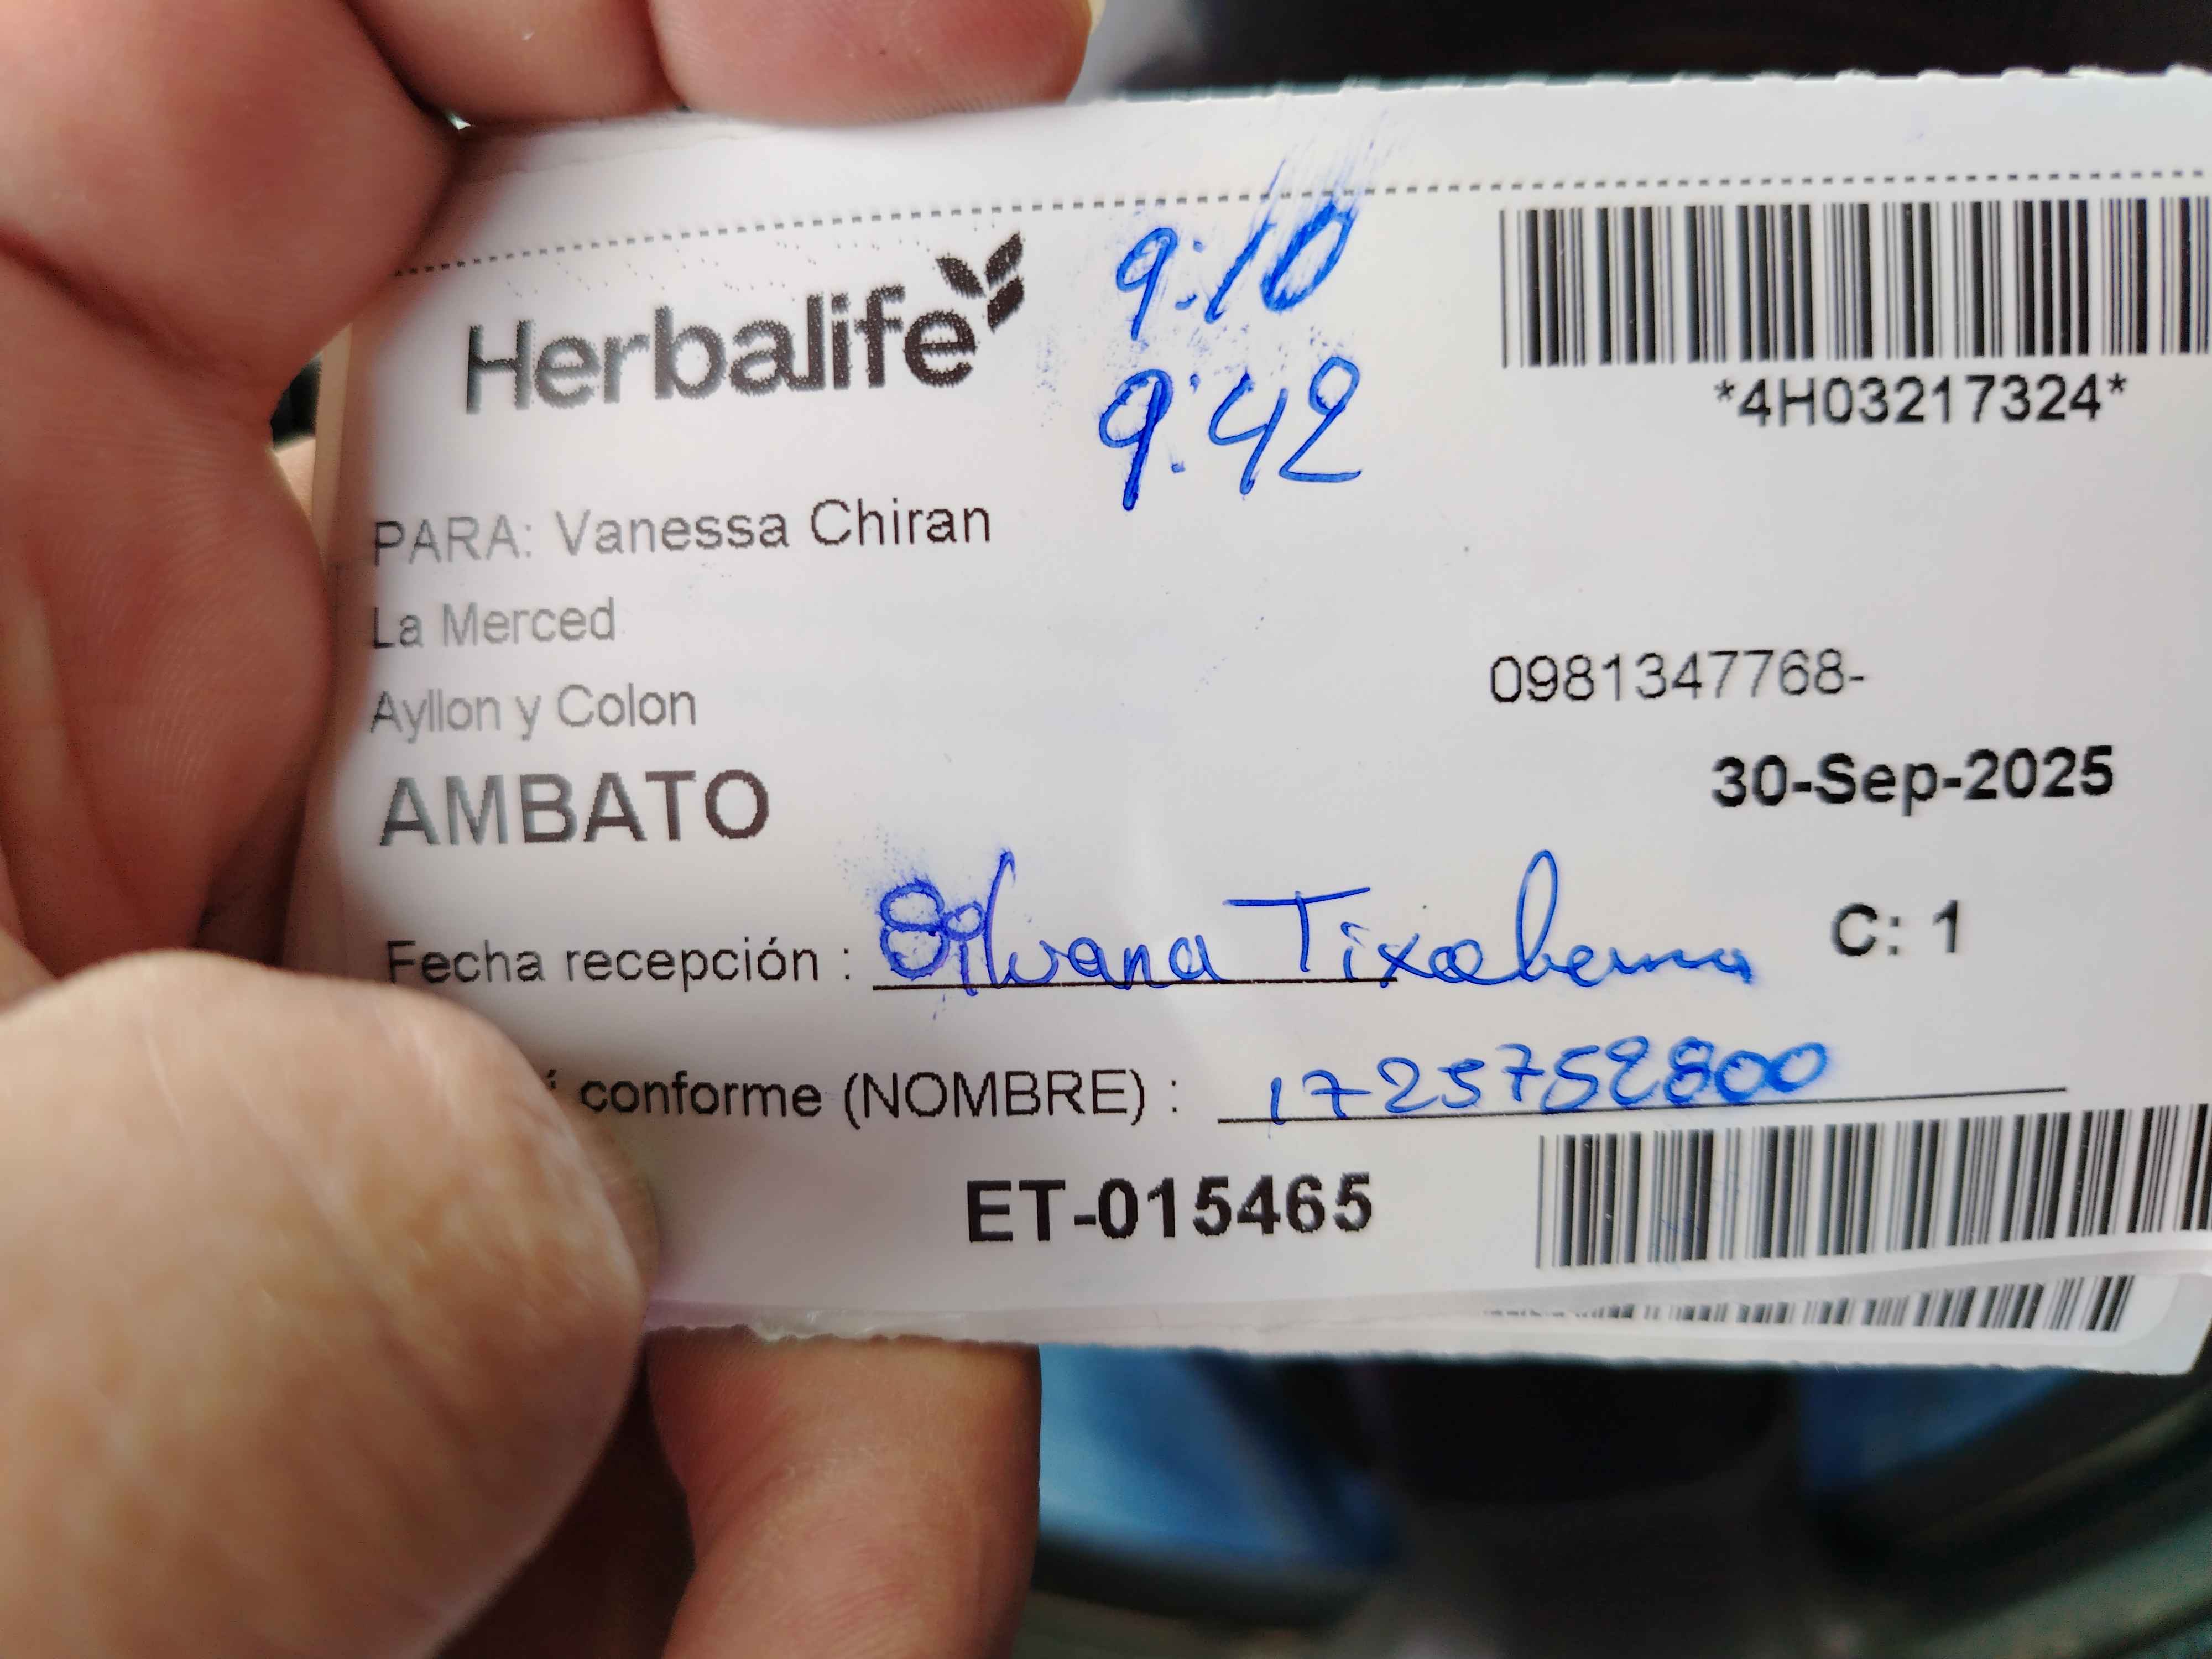 Herbalife
9:10
9:42
*4H03217324*
PARA: Vanessa Chiran
La Merced
Ayllon y Colon
0981347768-
AMBATO
30-Sep-2025
Fecha recepción : Silvana
C: 1
conforme (NOMBRE) : 1725752800
ET-015465